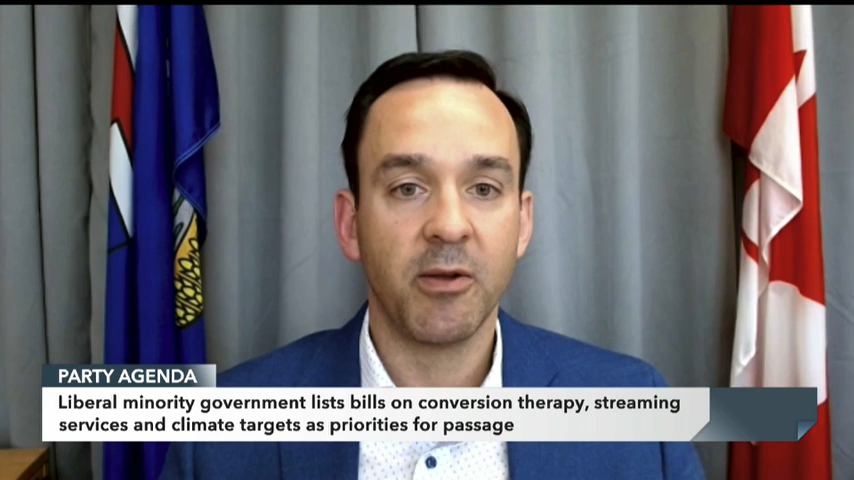 PARTY AGENDA
Liberal minority government lists bills on conversion therapy, streaming
services and climate targets as priorities for passage